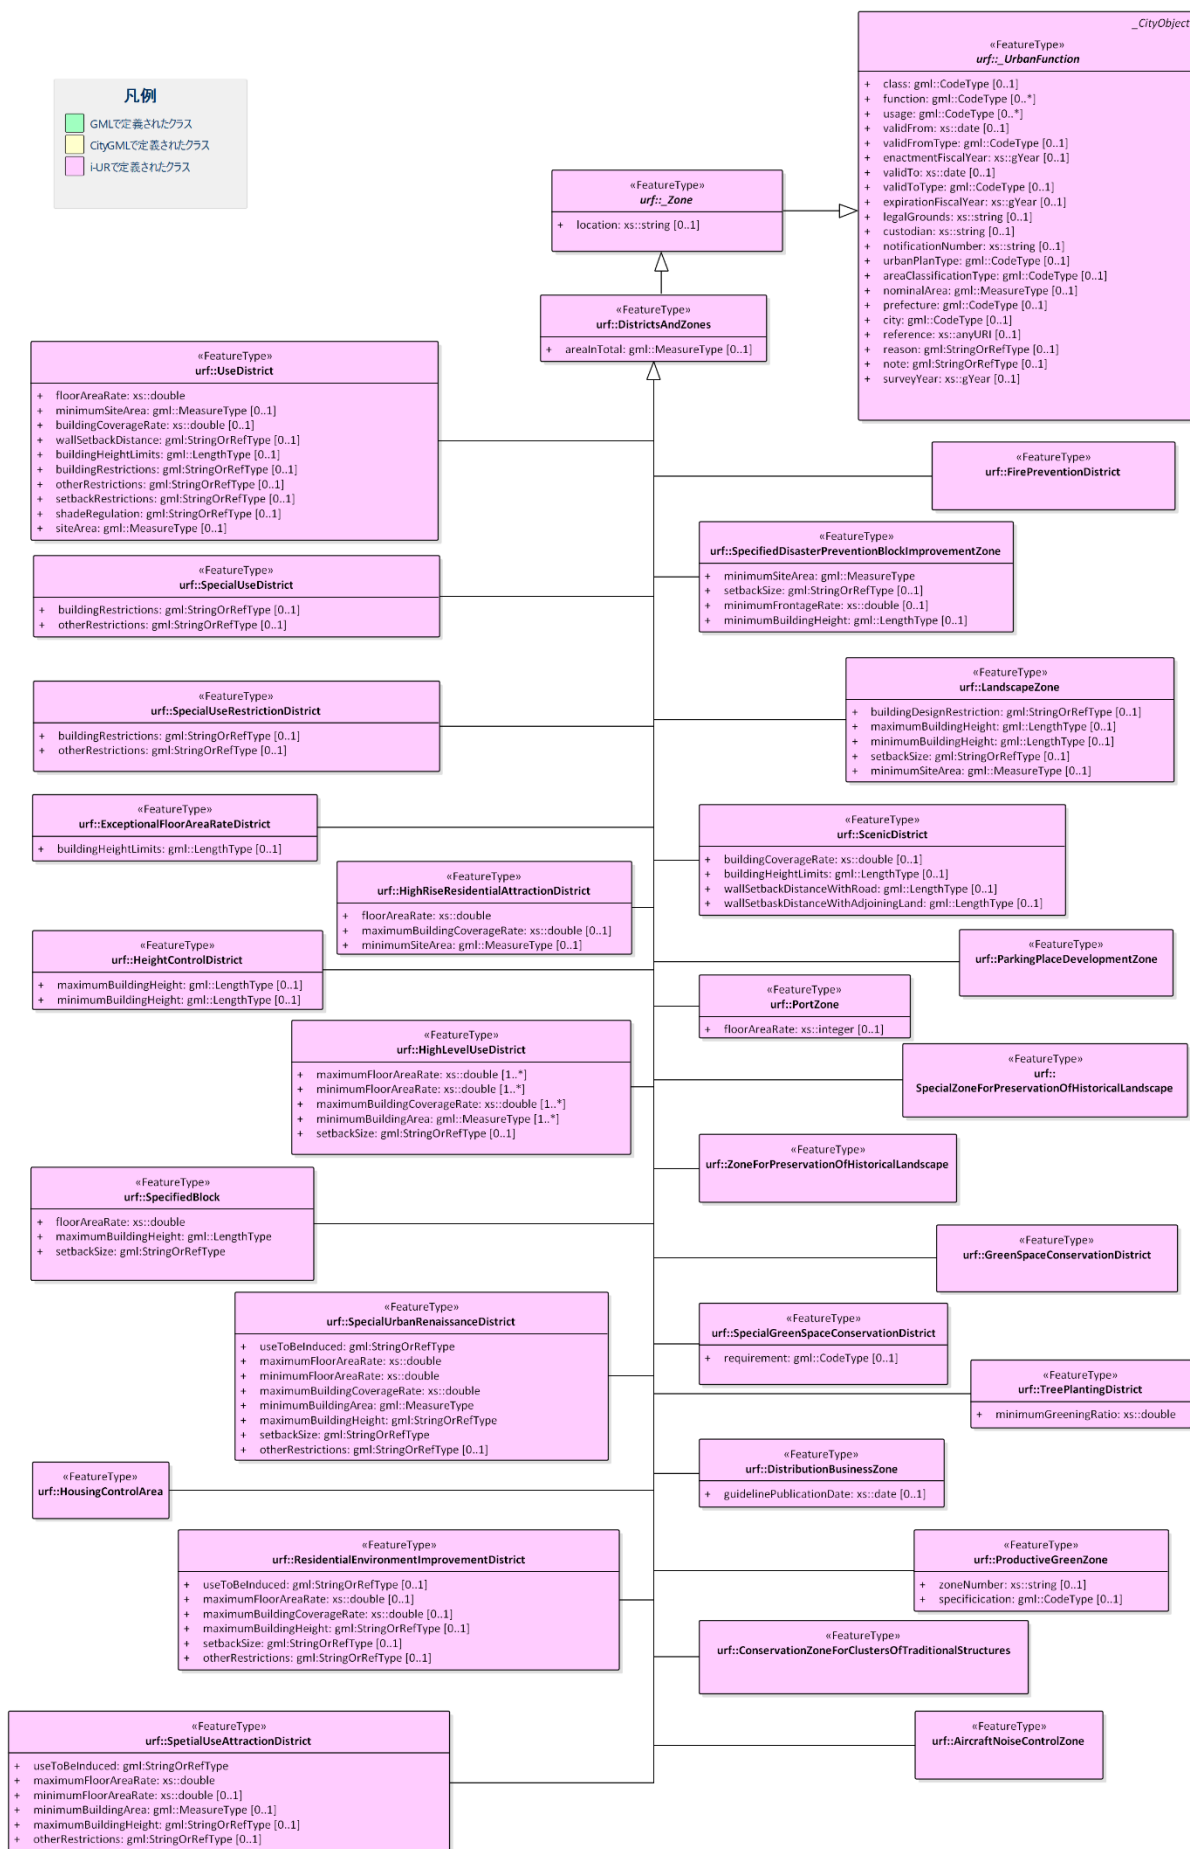 凡例
GMLで定義されたクラス
CityGMLで定義されたクラス
i-URで定義されたクラス
_CityObject
«FeatureType»
urf::_UrbanFunction
+ class: gml::CodeType [0..1]
+ function: gml::CodeType [0..*]
+ usage: gml::CodeType [0..*]
+ validFrom: xs::date [0..1]
+ validFromType: gml::CodeType [0..1]
+ enactmentFiscalYear: xs::gYear [0..1]
+ validTo: xs::date [0..1]
+ validToType: gml::CodeType [0..1]
+ expirationFiscalYear: xs::gYear [0..1]
+ legalGrounds: xs::string [0..1]
+ custodian: xs::string [0..1]
+ notificationNumber: xs::string [0..1]
+ urbanPlanType: gml::CodeType [0..1]
+ areaClassificationType: gml::CodeType [0..1]
+ nominalArea: gml::MeasureType [0..1]
+ prefecture: gml::CodeType [0..1]
+ city: gml::CodeType [0..1]
+ reference: xs::anyURI [0..1]
+ reason: gml:StringOrRefType [0..1]
+ note: gml:StringOrRefType [0..1]
+ surveyYear: xs::gYear [0..1]
«FeatureType»
urf::_Zone
+ location: xs::string [0..1]
«FeatureType»
urf::DistrictsAndZones
+ areaInTotal: gml::MeasureType [0..1]
«FeatureType»
urf::UseDistrict
+ floorAreaRate: xs::double
+ minimumSiteArea: gml::MeasureType [0..1]
+ buildingCoverageRate: xs::double [0..1]
+ wallSetbackDistance: gml:StringOrRefType [0..1]
+ buildingHeightLimits: gml::LengthType [0..1]
+ buildingRestrictions: gml:StringOrRefType [0..1]
+ otherRestrictions: gml:StringOrRefType [0..1]
+ setbackRestrictions: gml:StringOrRefType [0..1]
+ shadeRegulation: gml:StringOrRefType [0..1]
+ siteArea: gml::MeasureType [0..1]
«FeatureType»
urf::FirePreventionDistrict
«FeatureType»
urf::SpecifiedDisasterPreventionBlockImprovementZone
+ minimumSiteArea: gml::MeasureType
+ setbackSize: gml:StringOrRefType [0..1]
+ minimumFrontageRate: xs::double [0..1]
+ minimumBuildingHeight: gml::LengthType [0..1]
«FeatureType»
urf::SpecialUseDistrict
+ buildingRestrictions: gml:StringOrRefType [0..1]
+ otherRestrictions: gml:StringOrRefType [0..1]
«FeatureType»
urf::LandscapeZone
+ buildingDesignRestriction: gml:StringOrRefType [0..1]
+ maximumBuildingHeight: gml::LengthType [0..1]
+ minimumBuildingHeight: gml::LengthType [0..1]
+ setbackSize: gml:StringOrRefType [0..1]
+ minimumSiteArea: gml::MeasureType [0..1]
«FeatureType»
urf::SpecialUseRestrictionDistrict
+ buildingRestrictions: gml:StringOrRefType [0..1]
+ otherRestrictions: gml:StringOrRefType [0..1]
«FeatureType»
urf::ExceptionalFloorAreaRateDistrict
+ buildingHeightLimits: gml::LengthType [0..1]
«FeatureType»
urf::ScenicDistrict
+ buildingCoverageRate: xs::double [0..1]
+ buildingHeightLimits: gml::LengthType [0..1]
+ wallSetbackDistanceWithRoad: gml::LengthType [0..1]
+ wallSetbaskDistanceWithAdjoiningLand: gml::LengthType [0..1]
«FeatureType»
urf::HighRiseResidentialAttractionDistrict
+ floorAreaRate: xs::double
+ maximumBuildingCoverageRate: xs::double [0..1]
+ minimumSiteArea: gml::MeasureType [0..1]
«FeatureType»
urf::HeightControlDistrict
+ maximumBuildingHeight: gml::LengthType [0..1]
+ minimumBuildingHeight: gml::LengthType [0..1]
«FeatureType»
urf::ParkingPlaceDevelopmentZone
«FeatureType»
urf::PortZone
+ floorAreaRate: xs::integer [0..1]
«FeatureType»
urf::HighLevelUseDistrict
+ maximumFloorAreaRate: xs::double [1..*]
+ minimumFloorAreaRate: xs::double [1..*]
+ maximumBuildingCoverageRate: xs::double [1..*]
+ minimumBuildingArea: gml::MeasureType [1..*]
+ setbackSize: gml:StringOrRefType [0..1]
«FeatureType»
urf::
SpecialZoneForPreservationOfHistoricalLandscape
«FeatureType»
urf::ZoneForPreservationOfHistoricalLandscape
«FeatureType»
urf::SpecifiedBlock
+ floorAreaRate: xs::double
+ maximumBuildingHeight: gml::LengthType
+ setbackSize: gml:StringOrRefType
«FeatureType»
urf::GreenSpaceConservationDistrict
«FeatureType»
urf::SpecialUrbanRenaissanceDistrict
+ useToBeInduced: gml:StringOrRefType
+ maximumFloorAreaRate: xs::double
+ minimumFloorAreaRate: xs::double
+ maximumBuildingCoverageRate: xs::double
+ minimumBuildingArea: gml::MeasureType
+ maximumBuildingHeight: gml:StringOrRefType
+ setbackSize: gml:StringOrRefType
+ otherRestrictions: gml:StringOrRefType [0..1]
«FeatureType»
urf::SpecialGreenSpaceConservationDistrict
+ requirement: gml::CodeType [0..1]
«FeatureType»
urf::TreePlantingDistrict
+ minimumGreeningRatio: xs::double
«FeatureType»
urf::DistributionBusinessZone
+ guidelinePublicationDate: xs::date [0..1]
«FeatureType»
urf::HousingControlArea
«FeatureType»
urf::ResidentialEnvironmentImprovementDistrict
+ useToBeInduced: gml:StringOrRefType [0..1]
+ maximumFloorAreaRate: xs::double [0..1]
+ maximumBuildingCoverageRate: xs::double [0..1]
+ maximumBuildingHeight: gml:StringOrRefType [0..1]
+ setbackSize: gml:StringOrRefType [0..1]
+ otherRestrictions: gml:StringOrRefType [0..1]
«FeatureType»
urf::ProductiveGreenZone
+ zoneNumber: xs::string [0..1]
+ specificication: gml::CodeType [0..1]
«FeatureType»
urf::ConservationZoneForClustersOfTraditionalStructures
«FeatureType»
urf::SpetialUseAttractionDistrict
+ useToBeInduced: gml:StringOrRefType
+ maximumFloorAreaRate: xs::double
+ minimumFloorAreaRate: xs::double [0..1]
+ minimumBuildingArea: gml::MeasureType [0..1]
+ maximumBuildingHeight: gml:StringOrRefType [0..1]
+ otherRestrictions: gml:StringOrRefType [0..1]
«FeatureType»
urf::AircraftNoiseControlZone